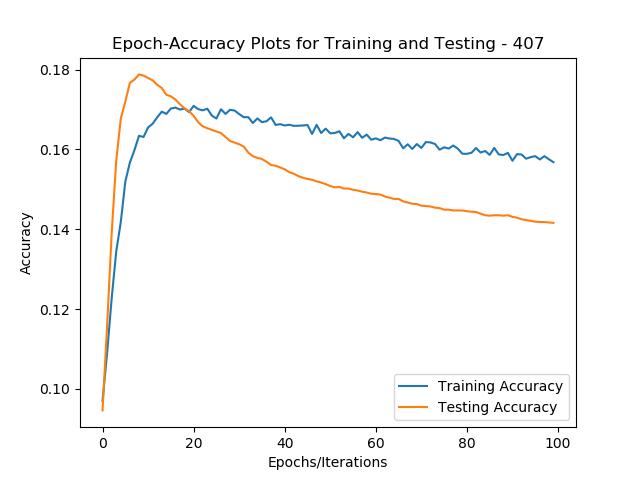 Epoch-Accuracy Plots for Training and Testing - 407
0.18
0.16
0.14
0.12
0.10
Accuracy
0
20
40
60
80
100
Epochs/Iterations
Training Accuracy
Testing Accuracy